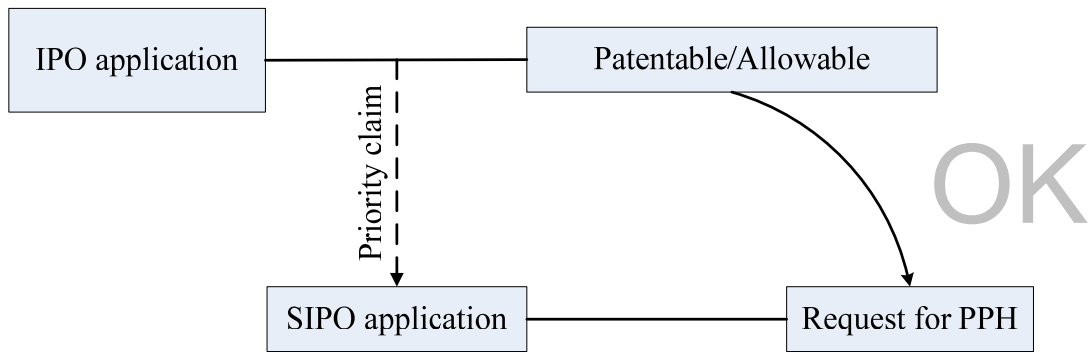 IPO application
Patentable/Allowable
Priority claim
OK
SIPO application
Request for PPH